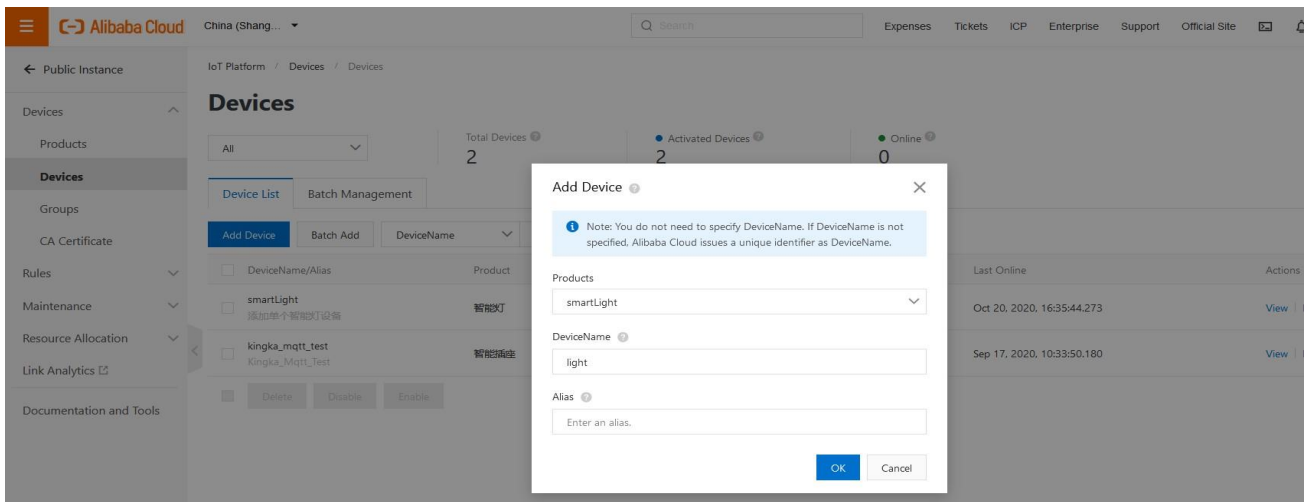 Alibaba Cloud
China (Shang...
Search
Expenses
Tickets
ICP
Enterprise
Support
Official Site
Public Instance
IoT Platform / Devices / Devices
Devices
Devices
Products
Devices
Groups
CA Certificate
Rules
Maintenance
Resource Allocation
Link Analytics
Documentation and Tools
All
Total Devices
2
Activated Devices
2
Online
0
Device List
Batch Management
Add Device
Batch Add
DeviceName
DeviceName/Alias
Product
Last Online
Actions
smartLight
添加单个智能灯设备
智能灯
Oct 20, 2020, 16:35:44.273
View
kingka_mqtt_test
Kingka_Mqtt_Test
智能插座
Sep 17, 2020, 10:33:50.180
View
Delete
Disable
Enable
Add Device
Note: You do not need to specify DeviceName. If DeviceName is not
specified, Alibaba Cloud issues a unique identifier as DeviceName.
Products
smartLight
DeviceName
light
Alias
Enter an alias.
OK
Cancel